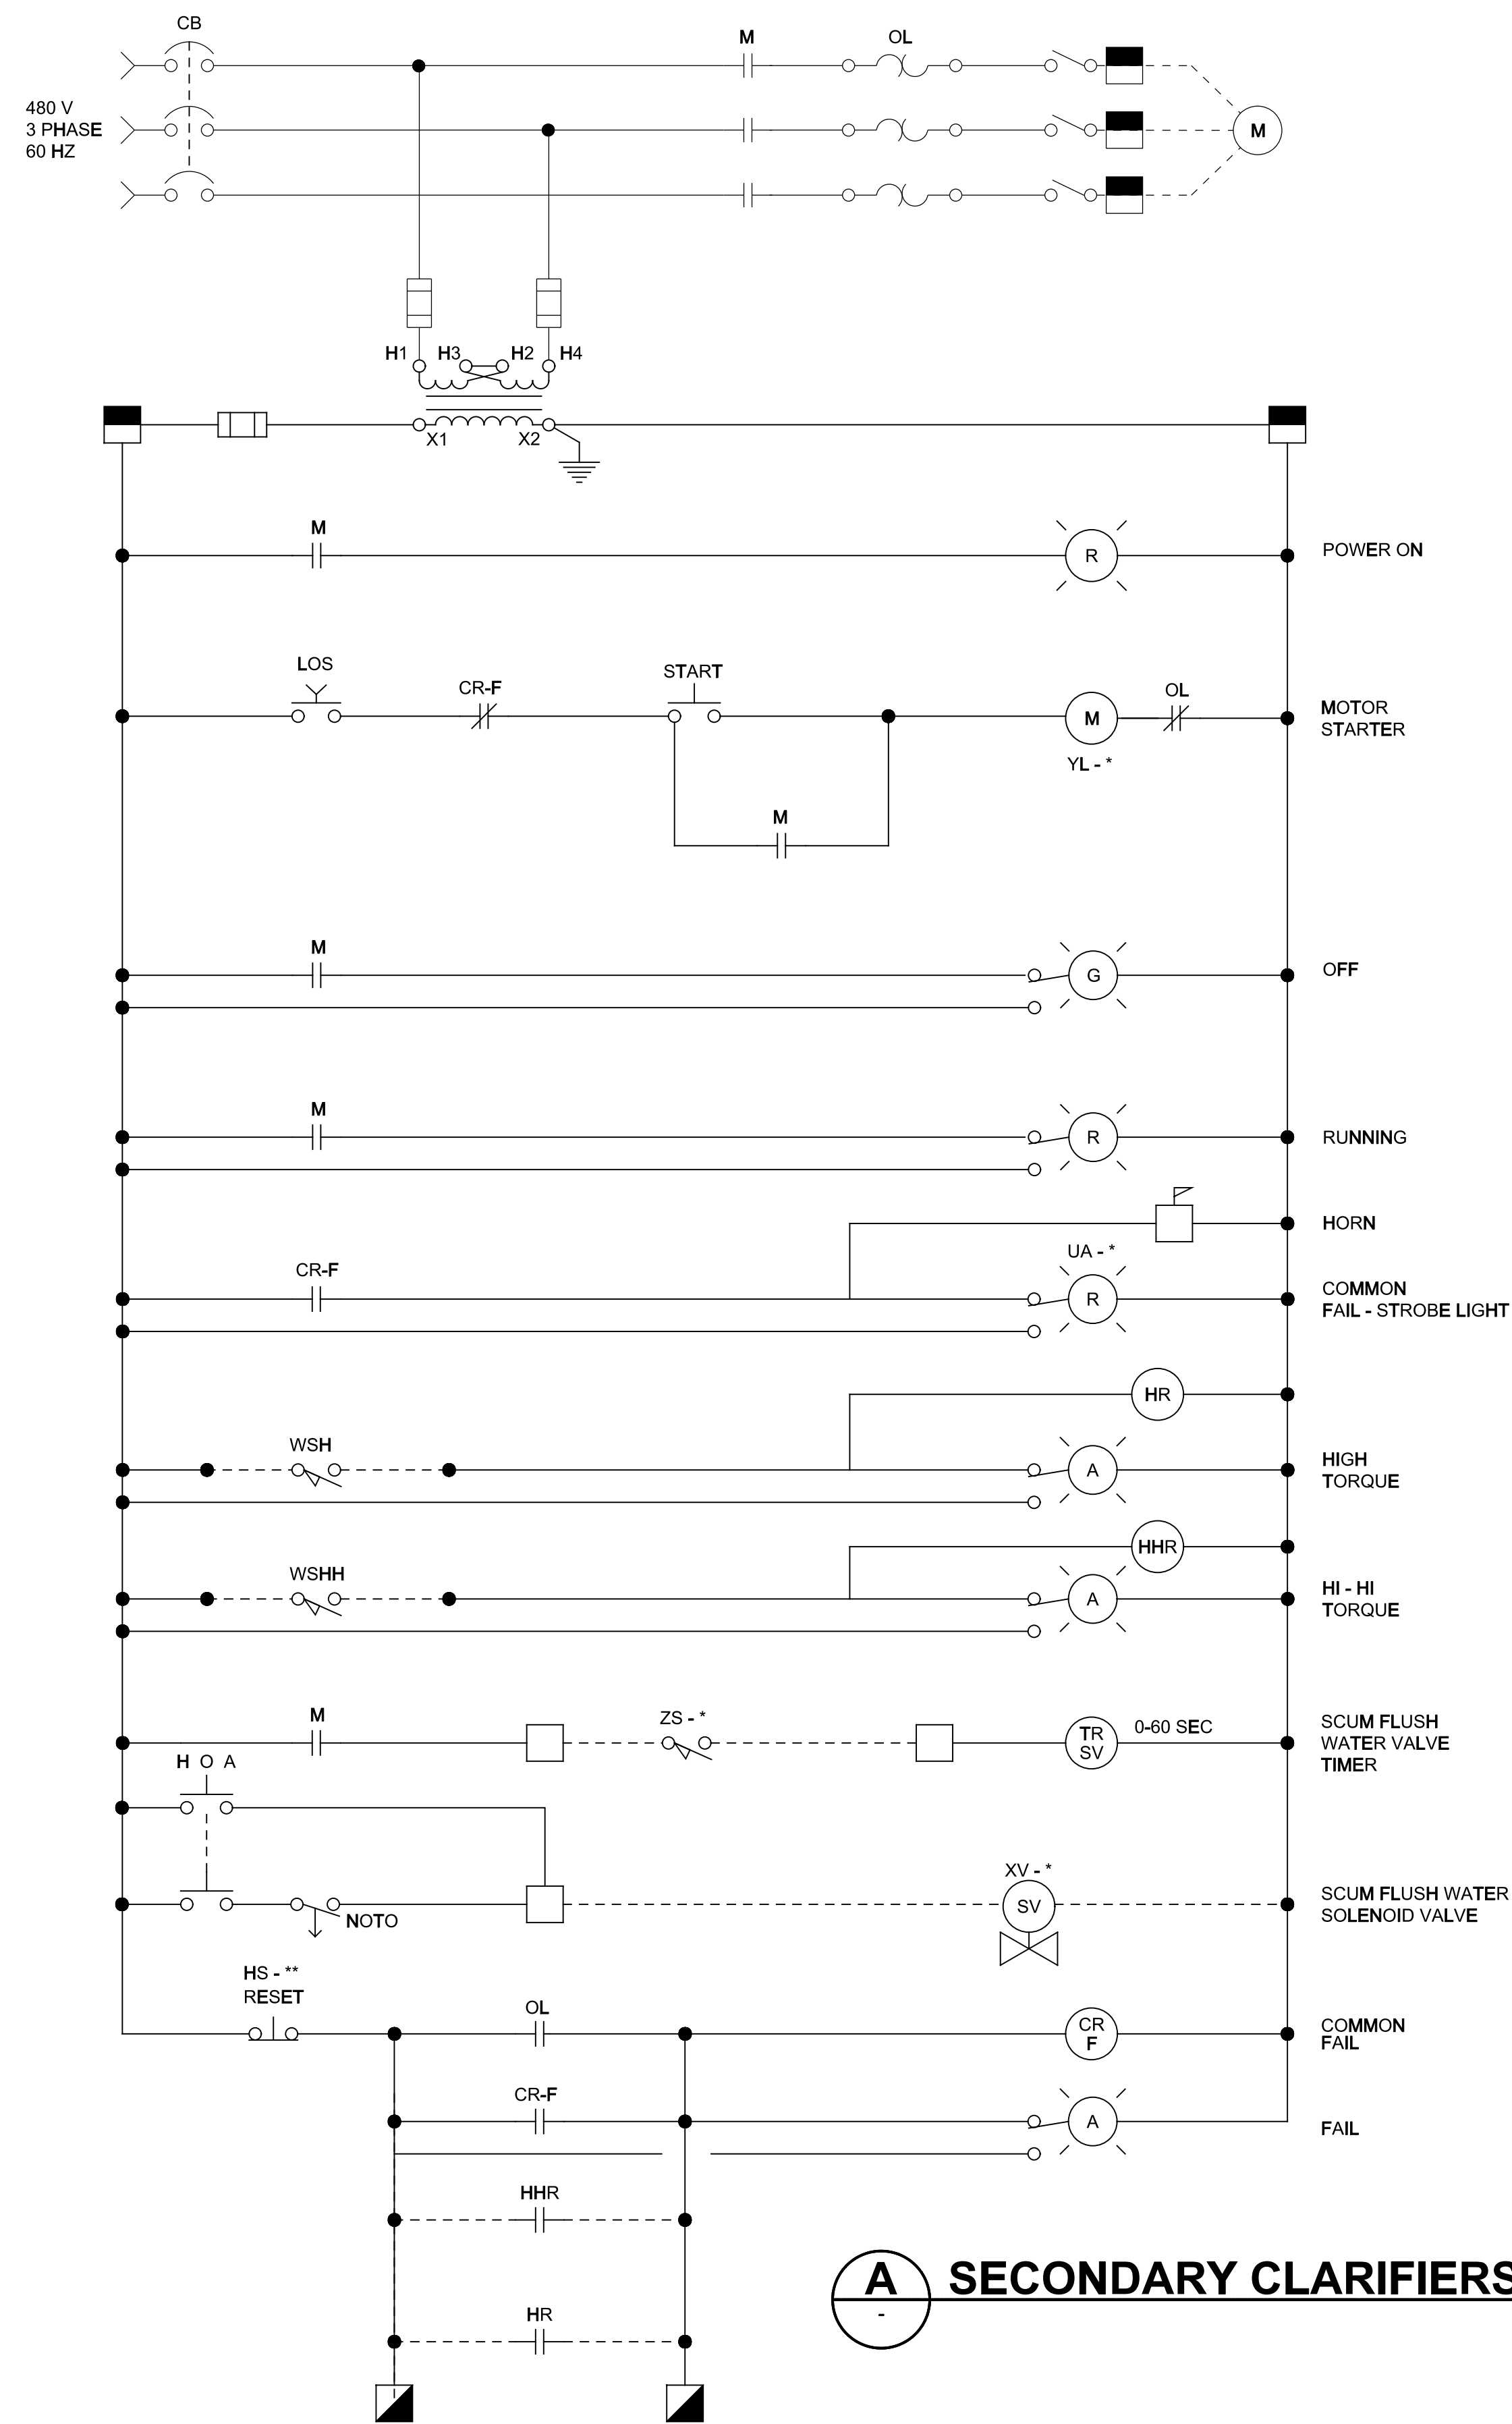 CB
M
OL
480 V
3 PHASE
60 HZ
M
H1 H3 H2 H4
X1 X2
M
R
POWER ON
LOS
CR-F
START
OL
M
MOTOR
STARTER
YL - *
M
M
G
OFF
M
R
RUNNING
HORN
UA - *
CR-F
R
COMMON
FAIL - STROBE LIGHT
HR
WSH
A
HIGH
TORQUE
HHR
WSHH
A
HI - HI
TORQUE
M
ZS - *
TR
SV
0-60 SEC
SCUM FLUSH
WATER VALVE
TIMER
H O A
XV - *
SV
NOTO
SCUM FLUSH WATER
SOLENOID VALVE
HS - **
RESET
OL
CR
F
COMMON
FAIL
CR-F
A
FAIL
HHR
A
-
SECONDARY CLARIFIERS
HR